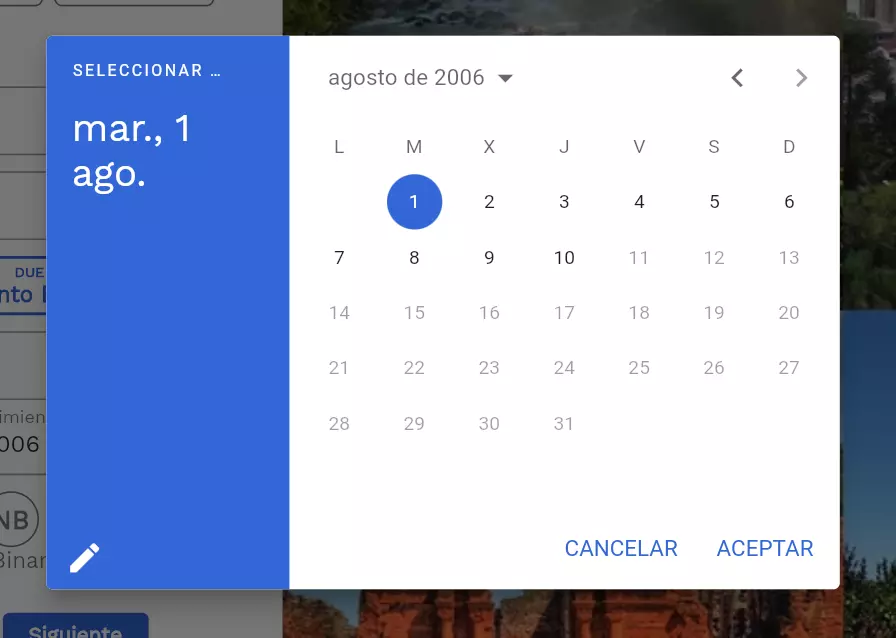 SELECCIONAR …
mar., 1
ago.
agosto de 2006
L M X J V S D
1 2 3 4 5 6
7 8 9 10 11 12 13
14 15 16 17 18 19 20
21 22 23 24 25 26 27
28 29 30 31
CANCELAR ACEPTAR
DUE
nto
imien
006
NB
Binar
Siguiente